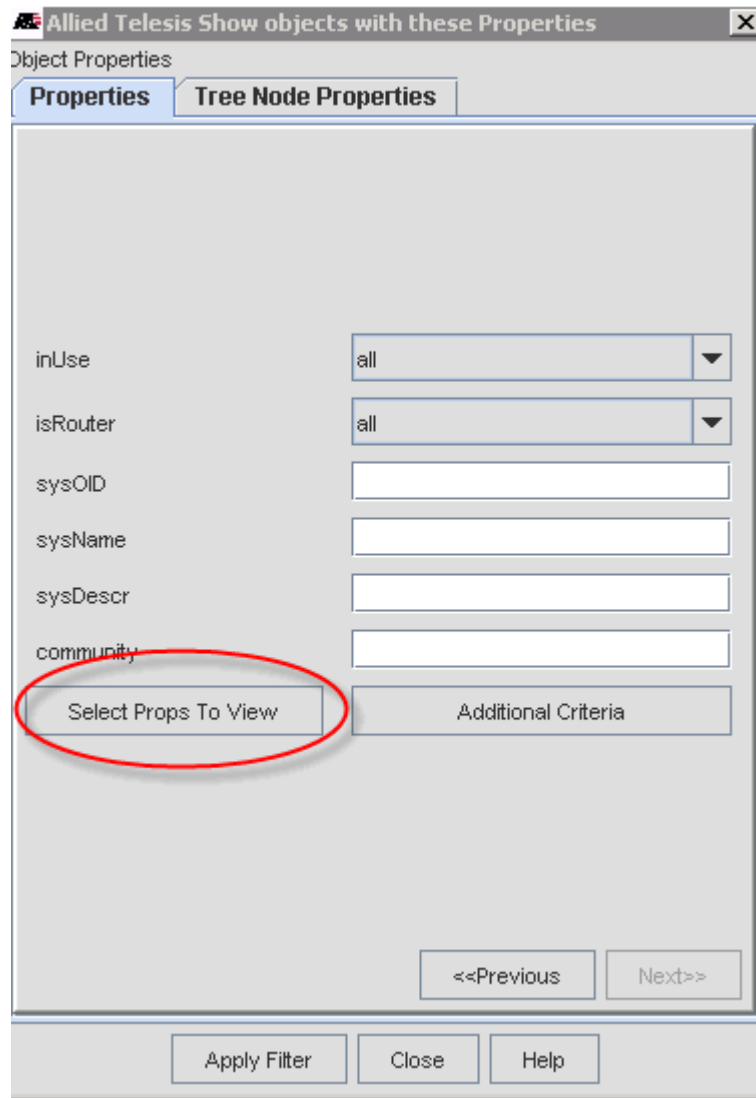 Allied Telesis Show objects with these Properties
Object Properties
Properties Tree Node Properties
inUse all
isRouter all
sysOID
sysName
sysDescr
community
Select Props To View Additional Criteria
<<Previous Next>>
Apply Filter Close Help